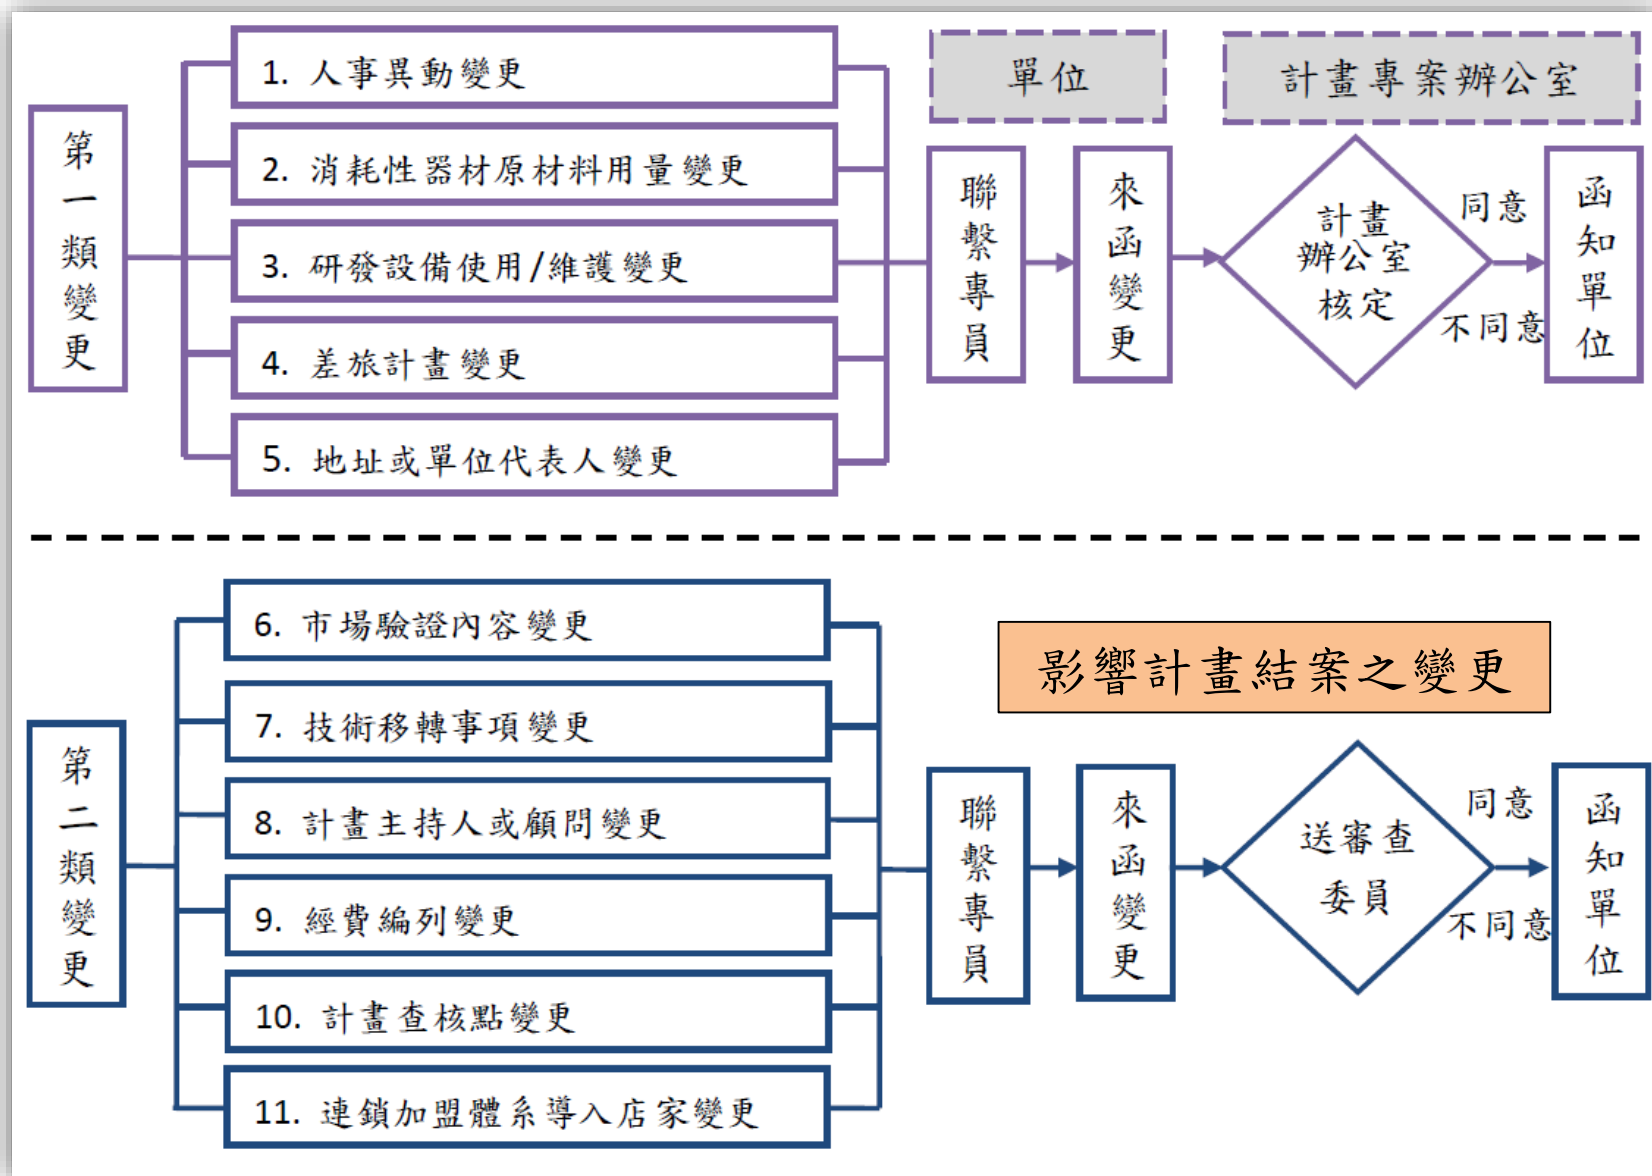 第一類變更
1. 人事異動變更
2. 消耗性器材原材料用量變更
3. 研發設備使用/維護變更
4. 差旅計畫變更
5. 地址或單位代表人變更
單位
計畫專案辦公室
聯繫專員
來函變更
計畫
辦公室
核定
同意
不同意
函知單位
第二類變更
6. 市場驗證內容變更
7. 技術移轉事項變更
8. 計畫主持人或顧問變更
9. 經費編列變更
10. 計畫查核點變更
11. 連鎖加盟體系導入店家變更
影響計畫結案之變更
聯繫專員
來函變更
送審查
委員
同意
不同意
函知單位